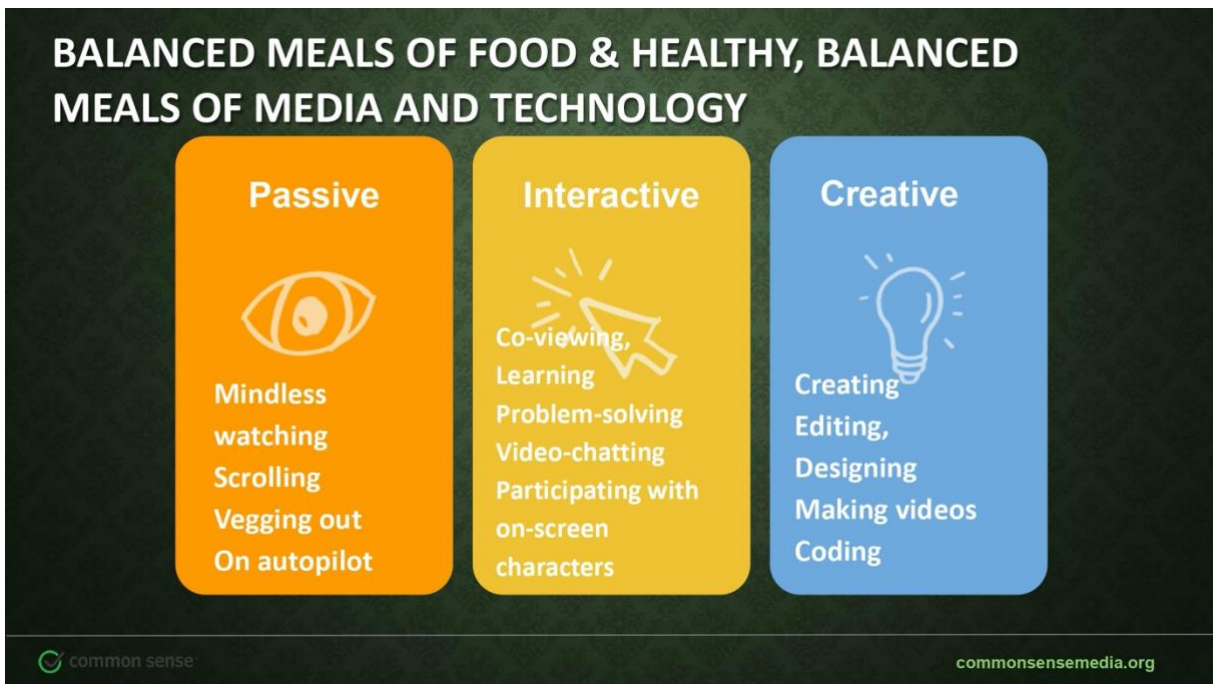 BALANCED MEALS OF FOOD & HEALTHY, BALANCED
MEALS OF MEDIA AND TECHNOLOGY
Passive
Mindless
watching
Scrolling
Vegging out
On autopilot
Interactive
Co-viewing,
Learning
Problem-solving
Video-chatting
Participating with
on-screen
characters
Creative
Creating
Editing,
Designing
Making videos
Coding
common sense
commonsensemedia.org